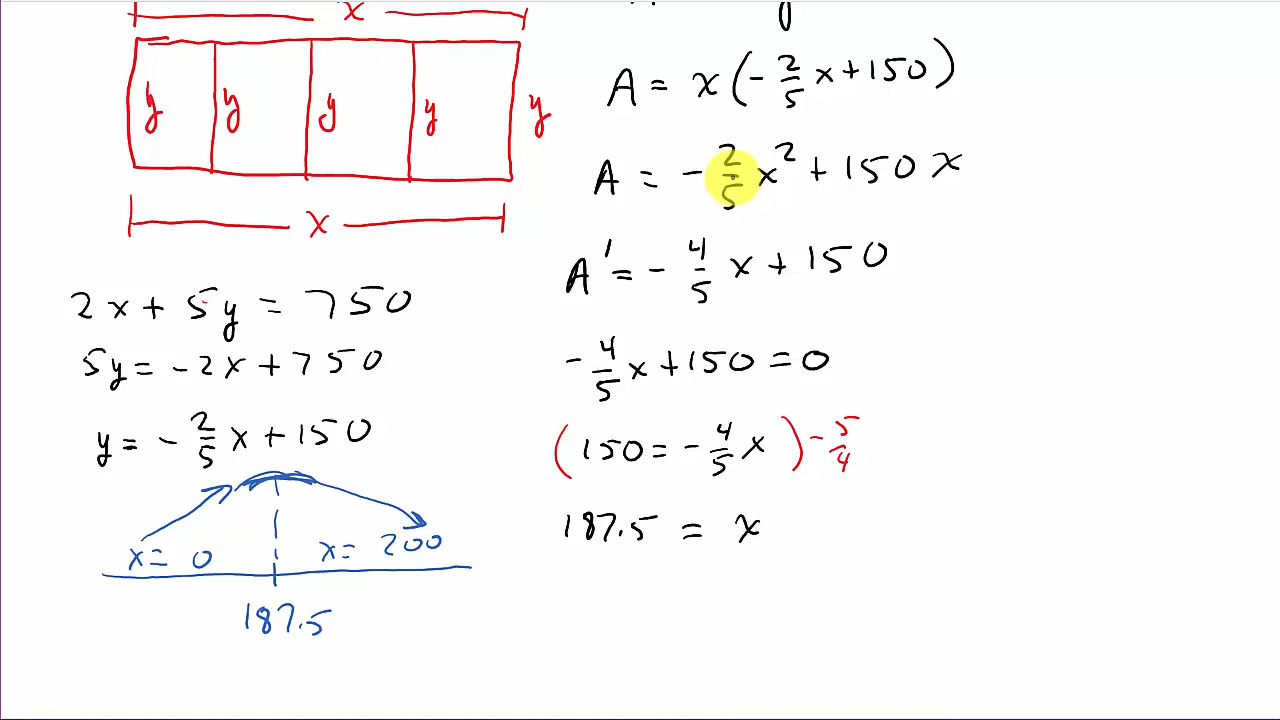 x
y y y y y
x
2x + 5y = 750
5y = -2x + 750
y = - 2/5 x + 150
x = 0 x = 200
187.5
A = x(- 2/5 x + 150)
A = - 2/5 x² + 150x
A' = - 4/5 x + 150
- 4/5 x + 150 = 0
(150 = - 4/5 x) - 5/4
187.5 = x